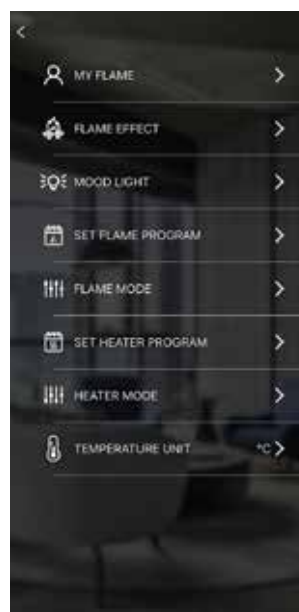 MY FLAME
FLAME EFFECT
MOOD LIGHT
SET FLAME PROGRAM
FLAME MODE
SET HEATER PROGRAM
HEATER MODE
TEMPERATURE UNIT °C